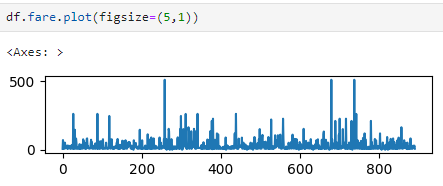 df.fare.plot(figsize=(5,1))
<Axes: >
500
0
0 200 400 600 800